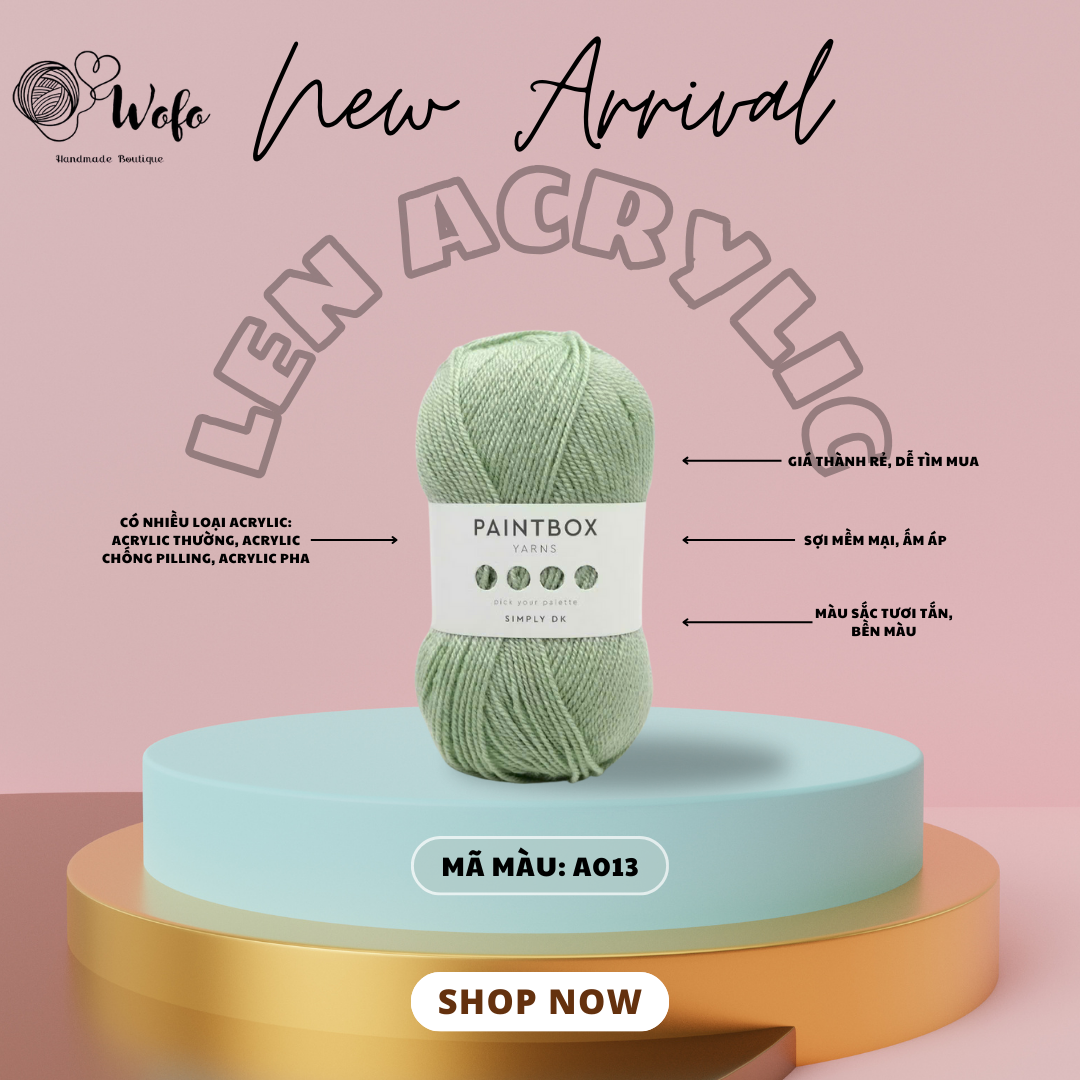 Wofo
Handmade Boutique
New Arrival
LEN ACRYLIC
GIÁ THÀNH RẺ, DỄ TÌM MUA
CÓ NHIỀU LOẠI ACRYLIC:
ACRYLIC THƯỜNG, ACRYLIC
CHỐNG PILLING, ACRYLIC PHA
SỢI MỀM MẠI, ẤM ÁP
MÀU SẮC TƯƠI TẮN,
BỀN MÀU
PAINTBOX
YARNS
pick your palette
SIMPLY DK
MÃ MÀU: A013
SHOP NOW